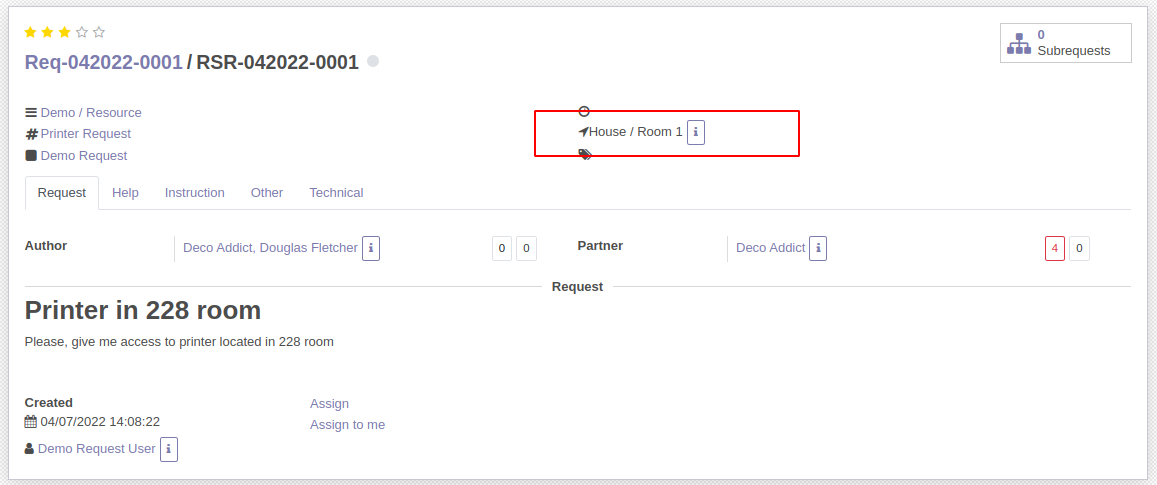 0
Subrequests
Req-042022-0001 / RSR-042022-0001
Demo / Resource
Printer Request
Demo Request
House / Room 1 i
Request Help Instruction Other Technical
Author Deco Addict, Douglas Fletcher i 0 0 Partner Deco Addict i 4 0
Request
Printer in 228 room
Please, give me access to printer located in 228 room
Created
04/07/2022 14:08:22
Demo Request User i
Assign
Assign to me